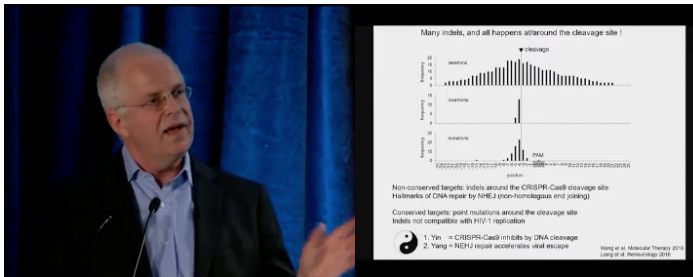 Many indels, and all happens at/around the cleavage site !
cleavage
deletions
frequency
insertions
frequency
mutations
frequency
PAM
position
Non-conserved targets: indels around the CRISPR-Cas9 cleavage site
Hallmarks of DNA repair by NHEJ (non-homologous end joining)
Conserved targets: point mutations around the cleavage site
Indels not compatible with HIV-1 replication
1. Yin = CRISPR-Cas9 inhibits by DNA cleavage
2. Yang = NEHJ repair accelerates viral escape
Wang et al, Molecular Therapy 2016
Liang et al, Retrovirology 2016